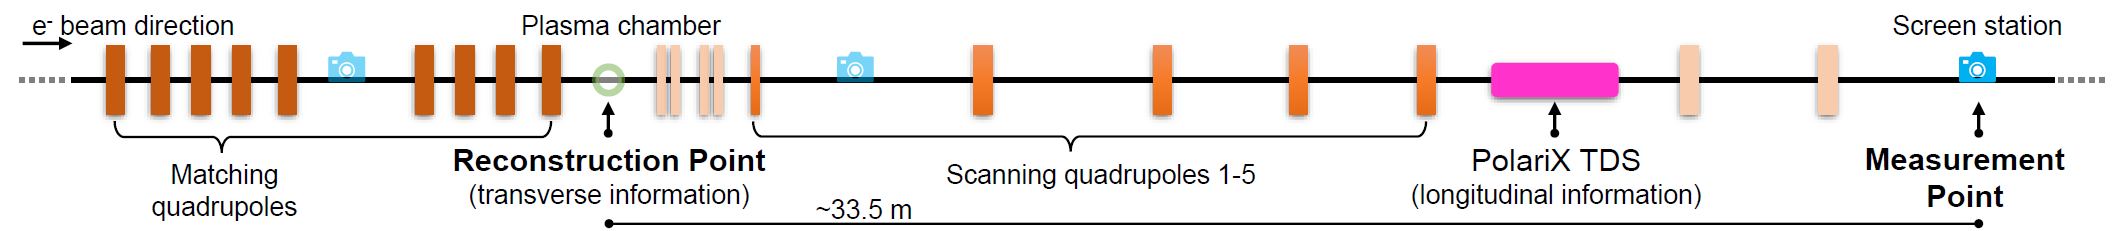 e- beam direction
Plasma chamber
Screen station
Matching
quadrupoles
Reconstruction Point
(transverse information)
Scanning quadrupoles 1-5
PolariX TDS
(longitudinal information)
Measurement
Point
~33.5 m